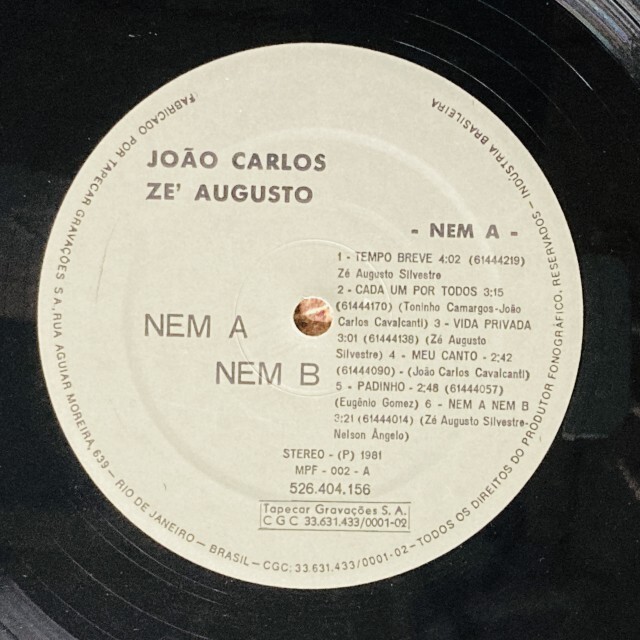 FABRICADO POR TAPECAR GRAVAÇÕES S.A. RUA AGUIAR MOREIRA, 639 - RIO DE JANEIRO - BRASIL - CGC: 33.631.433/0001-02 - TODOS OS DIREITOS DO PRODUTOR FONOGRÁFICO, RESERVADOS - INDÚSTRIA BRASILEIRA
JOÃO CARLOS
ZE' AUGUSTO
- NEM A -
1 - TEMPO BREVE 4:02 (61444219)
Zé Augusto Silvestre
2 - CADA UM POR TODOS 3:15
(61444170) (Toninho Camargos-João
Carlos Cavalcanti) 3 - VIDA PRIVADA
3:01 (61444138) (Zé Augusto
Silvestre) 4 - MEU CANTO - 2:42
(61444090) - (João Carlos Cavalcanti)
5 - PADINHO - 2:48 (61444057)
(Eugênio Gomez) 6 - NEM A NEM B
3:21 (61444014) (Zé Augusto Silvestre-
Nelson Ângelo)
NEM A
NEM B
STEREO - (P) 1981
MPF - 002 - A
526.404.156
Tapecar Gravações S. A.
C G C 33.631.433/0001-02